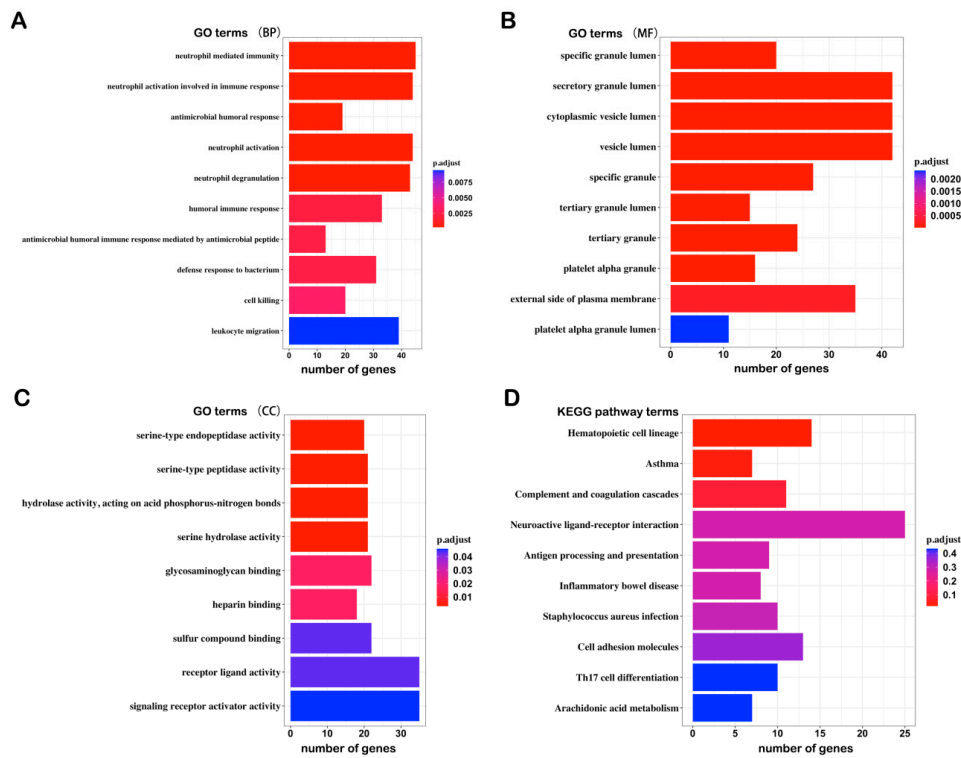 A
GO terms （BP）
neutrophil mediated immunity
neutrophil activation involved in immune response
antimicrobial humoral response
neutrophil activation
neutrophil degranulation
humoral immune response
antimicrobial humoral immune response mediated by antimicrobial peptide
defense response to bacterium
cell killing
leukocyte migration
0 10 20 30 40
number of genes
p.adjust
0.0075
0.0050
0.0025
B
GO terms （MF）
specific granule lumen
secretory granule lumen
cytoplasmic vesicle lumen
vesicle lumen
specific granule
tertiary granule lumen
tertiary granule
platelet alpha granule
external side of plasma membrane
platelet alpha granule lumen
0 10 20 30 40
number of genes
p.adjust
0.0020
0.0015
0.0010
0.0005
C
GO terms （CC）
serine-type endopeptidase activity
serine-type peptidase activity
hydrolase activity, acting on acid phosphorus-nitrogen bonds
serine hydrolase activity
glycosaminoglycan binding
heparin binding
sulfur compound binding
receptor ligand activity
signaling receptor activator activity
0 10 20 30
number of genes
p.adjust
0.04
0.03
0.02
0.01
D
KEGG pathway terms
Hematopoietic cell lineage
Asthma
Complement and coagulation cascades
Neuroactive ligand-receptor interaction
Antigen processing and presentation
Inflammatory bowel disease
Staphylococcus aureus infection
Cell adhesion molecules
Th17 cell differentiation
Arachidonic acid metabolism
0 5 10 15 20 25
number of genes
p.adjust
0.4
0.3
0.2
0.1